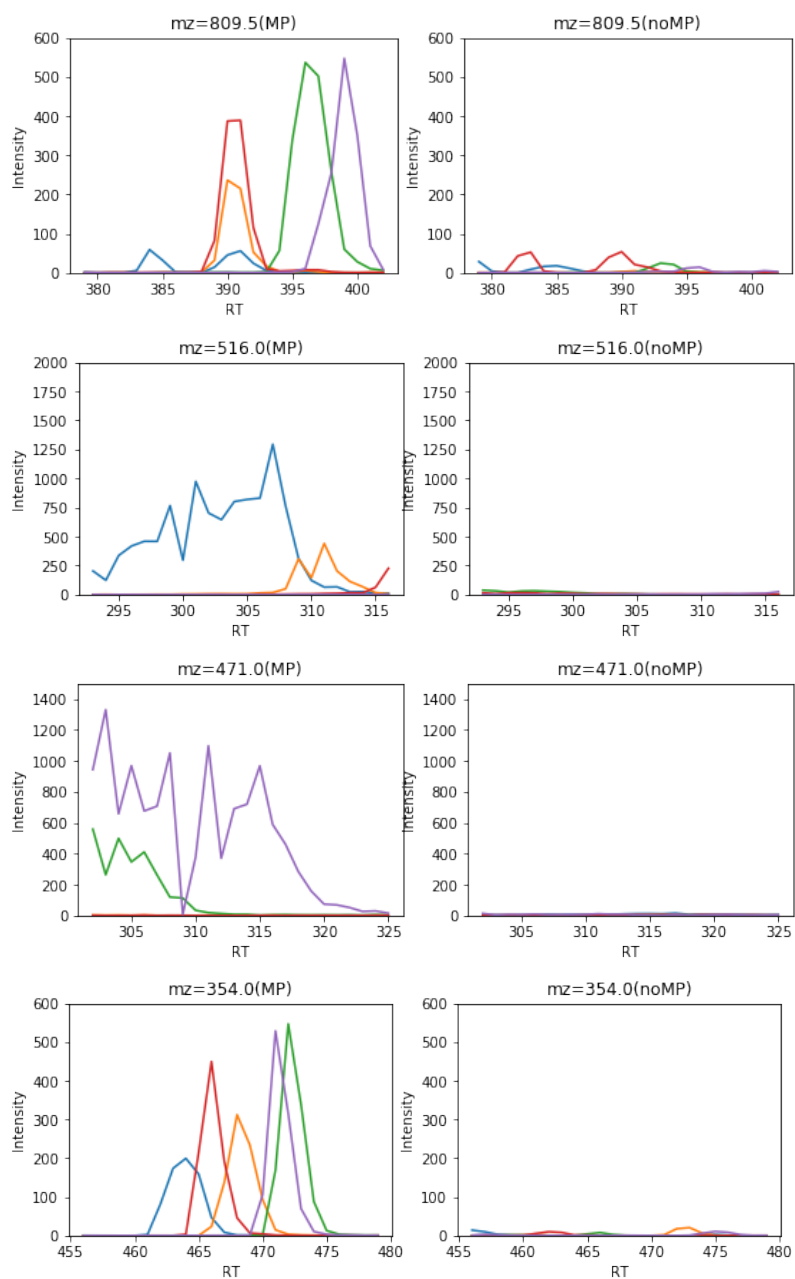 mz=809.5(MP)
600
500
400
300
200
100
0
Intensity
380 385 390 395 400
RT
mz=809.5(noMP)
600
500
400
300
200
100
0
Intensity
380 385 390 395 400
RT
mz=516.0(MP)
2000
1750
1500
1250
1000
750
500
250
0
Intensity
295 300 305 310 315
RT
mz=516.0(noMP)
2000
1750
1500
1250
1000
750
500
250
0
Intensity
295 300 305 310 315
RT
mz=471.0(MP)
1400
1200
1000
800
600
400
200
0
Intensity
305 310 315 320 325
RT
mz=471.0(noMP)
1400
1200
1000
800
600
400
200
0
Intensity
305 310 315 320 325
RT
mz=354.0(MP)
600
500
400
300
200
100
0
Intensity
455 460 465 470 475 480
RT
mz=354.0(noMP)
600
500
400
300
200
100
0
Intensity
455 460 465 470 475 480
RT